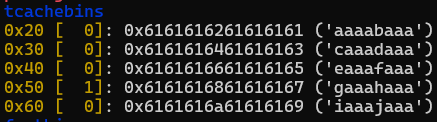 tcachebins
0x20 [  0]: 0x6161616261616161 ('aaaabaaa')
0x30 [  0]: 0x6161616461616163 ('caaadaaa')
0x40 [  0]: 0x6161616661616165 ('eaaafaaa')
0x50 [  1]: 0x6161616861616167 ('gaaahaaa')
0x60 [  0]: 0x6161616a61616169 ('iaaajaaa')